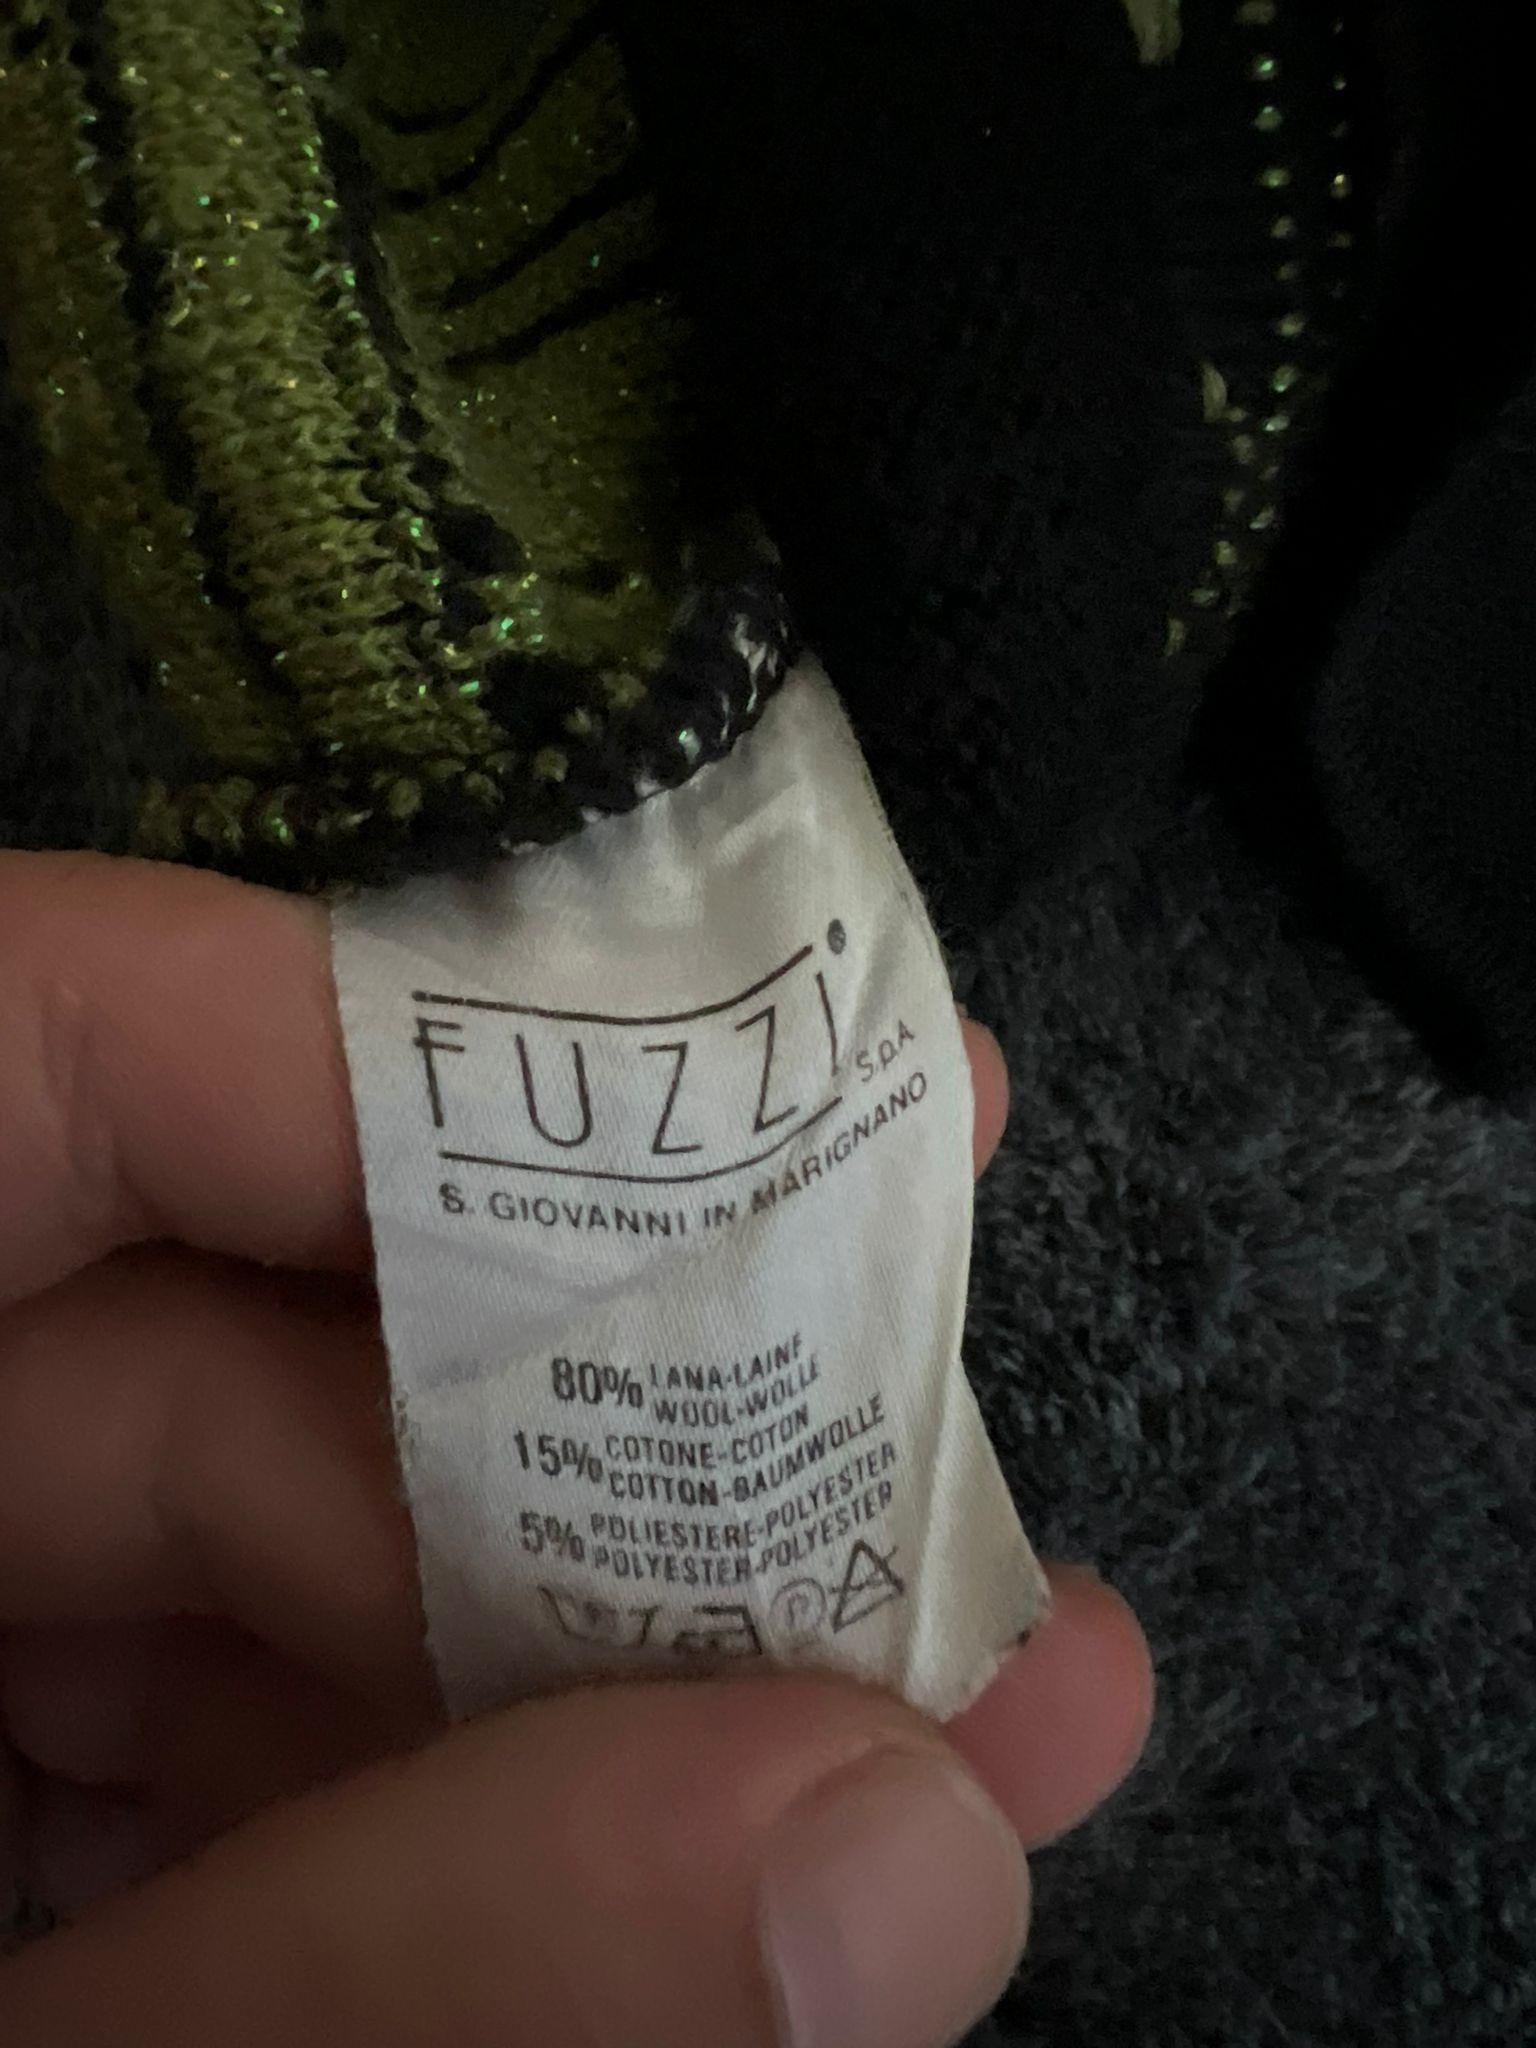 FUZZI®
S.p.A
S. GIOVANNI IN MARIGNANO
80% LANA-LAINE
WOOL-WOLLE
15% COTONE-COTON
COTTON-BAUMWOLLE
5% POLIESTERE-POLYESTER
POLYESTER-POLYESTER
P